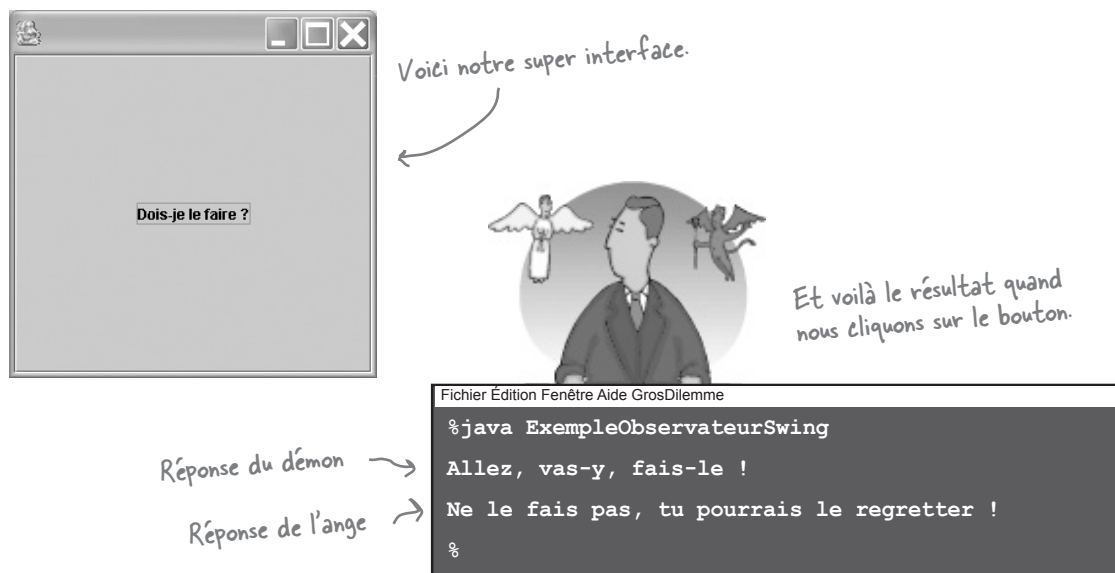 Voici notre super interface.
Dois-je le faire ?
Et voilà le résultat quand
nous cliquons sur le bouton.
Fichier Édition Fenêtre Aide GrosDilemme
%java ExempleObservateurSwing
Réponse du démon
Allez, vas-y, fais-le !
Réponse de l'ange
Ne le fais pas, tu pourrais le regretter !
%